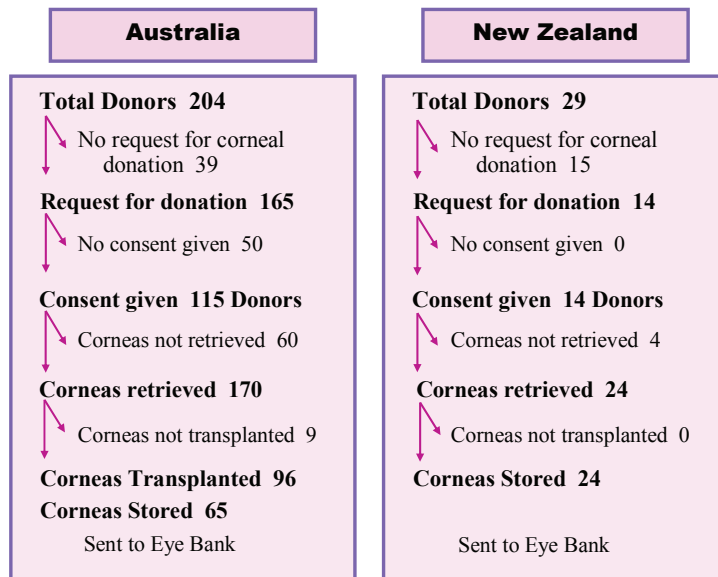 Australia
Total Donors 204
No request for corneal
donation 39
Request for donation 165
No consent given 50
Consent given 115 Donors
Corneas not retrieved 60
Corneas retrieved 170
Corneas not transplanted 9
Corneas Transplanted 96
Corneas Stored 65
Sent to Eye Bank
New Zealand
Total Donors 29
No request for corneal
donation 15
Request for donation 14
No consent given 0
Consent given 14 Donors
Corneas not retrieved 4
Corneas retrieved 24
Corneas not transplanted 0
Corneas Stored 24
Sent to Eye Bank